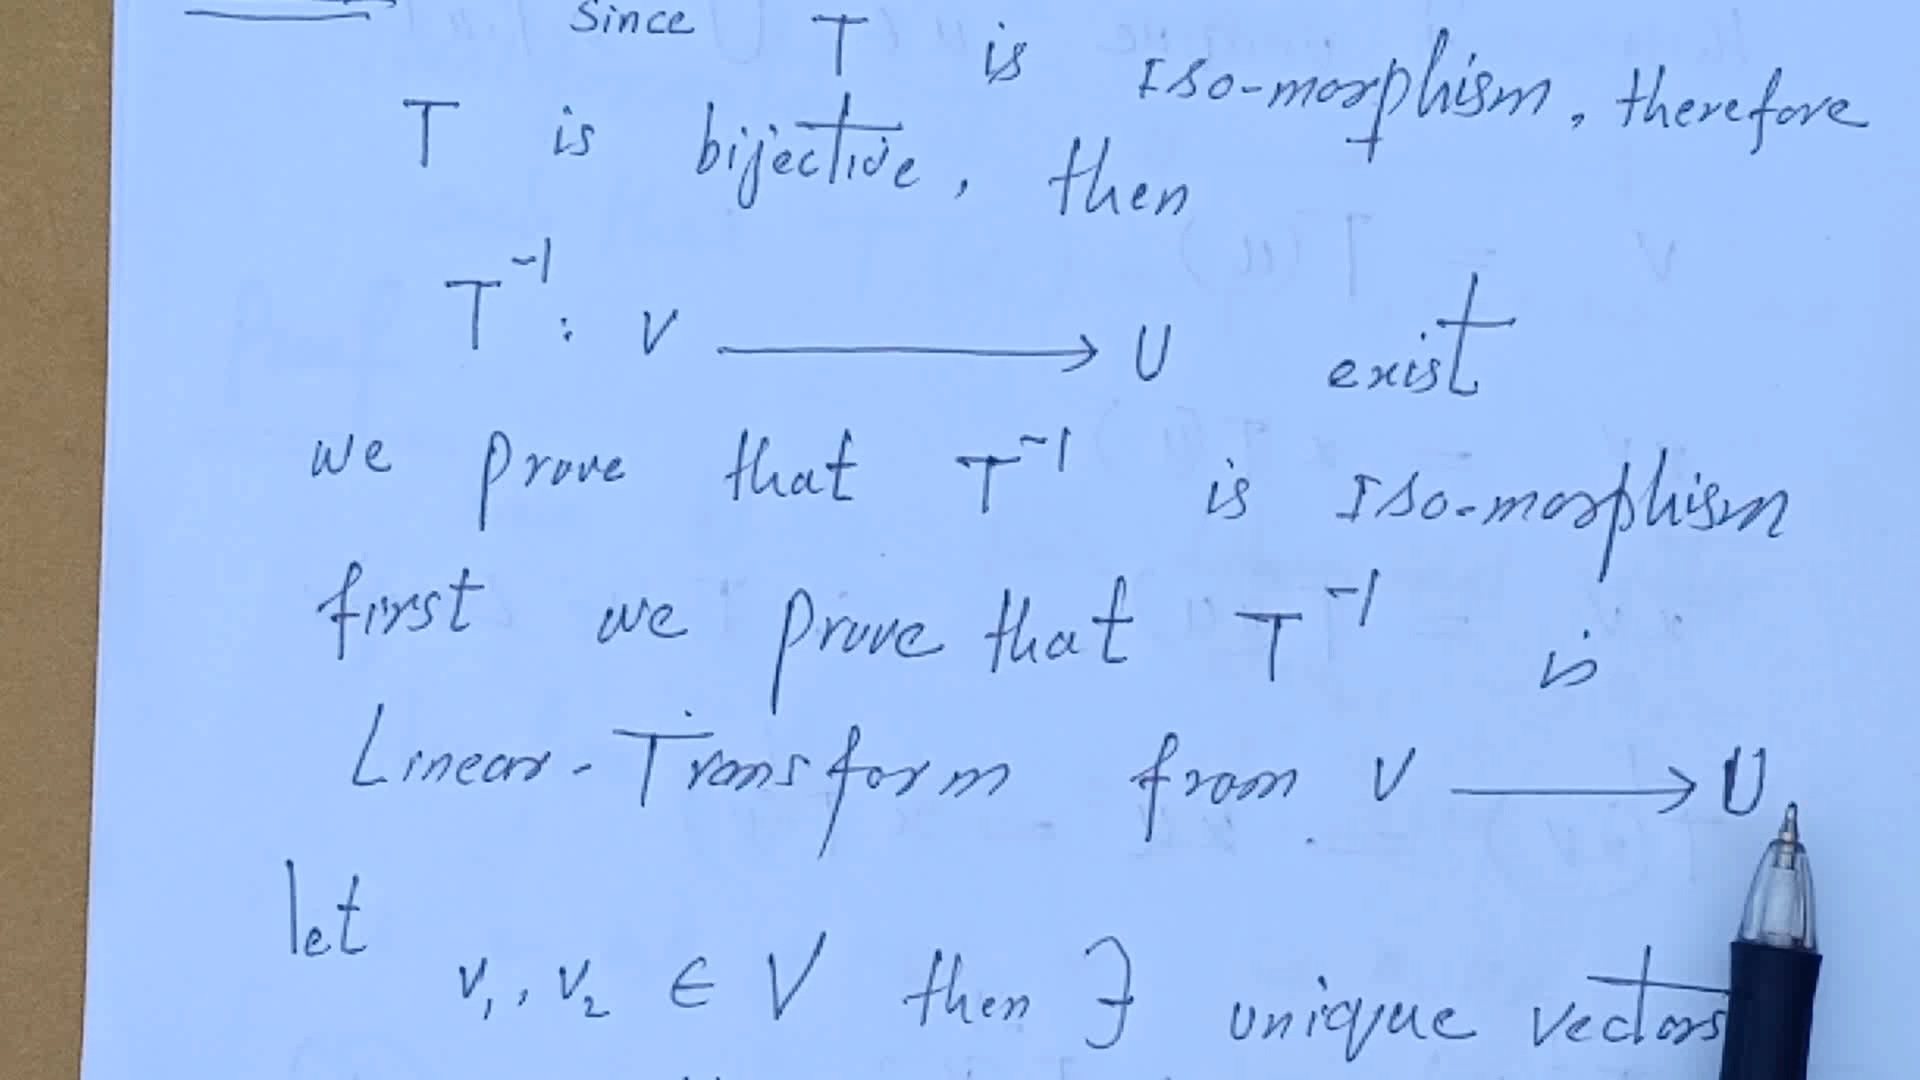 Since T is Iso-morphism, therefore
T is bijective, then
T⁻¹: V ⟶ U exist
we prove that T⁻¹ is Iso-morphism
first we prove that T⁻¹ is
Linear-Transform from V ⟶ U.
let
v₁, v₂ ∈ V then ∃ unique vectors